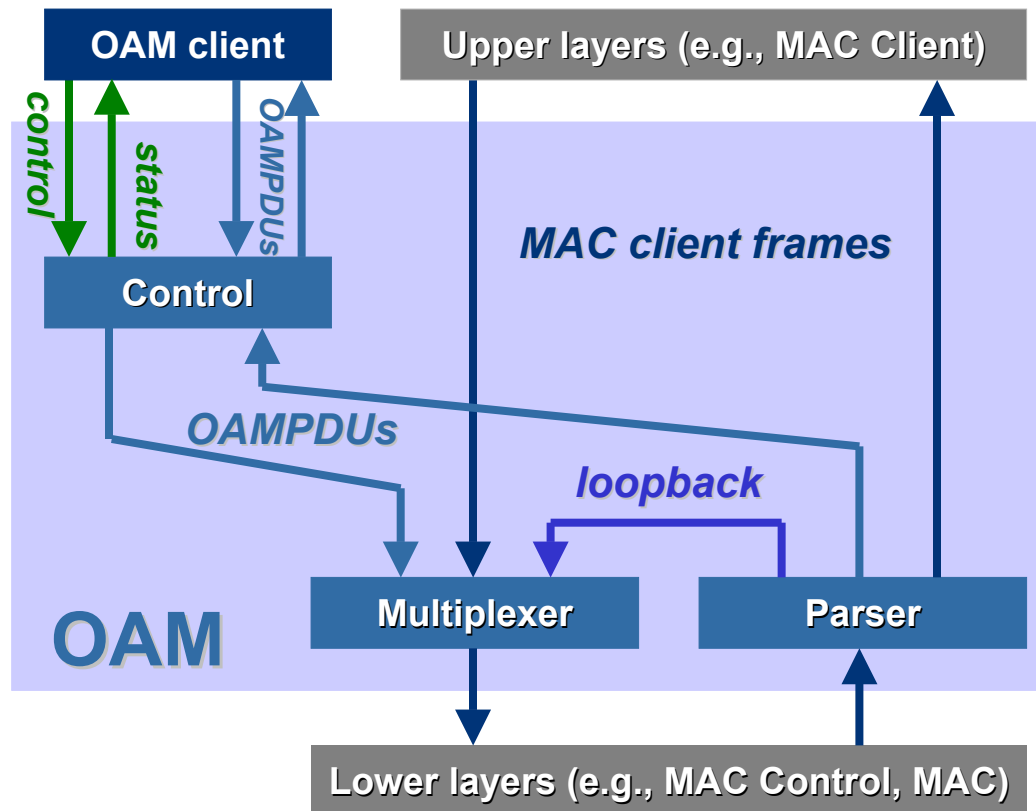 OAM client
Upper layers (e.g., MAC Client)
control
status
OAMPDUs
MAC client frames
Control
OAMPDUs
loopback
Multiplexer
Parser
OAM
Lower layers (e.g., MAC Control, MAC)